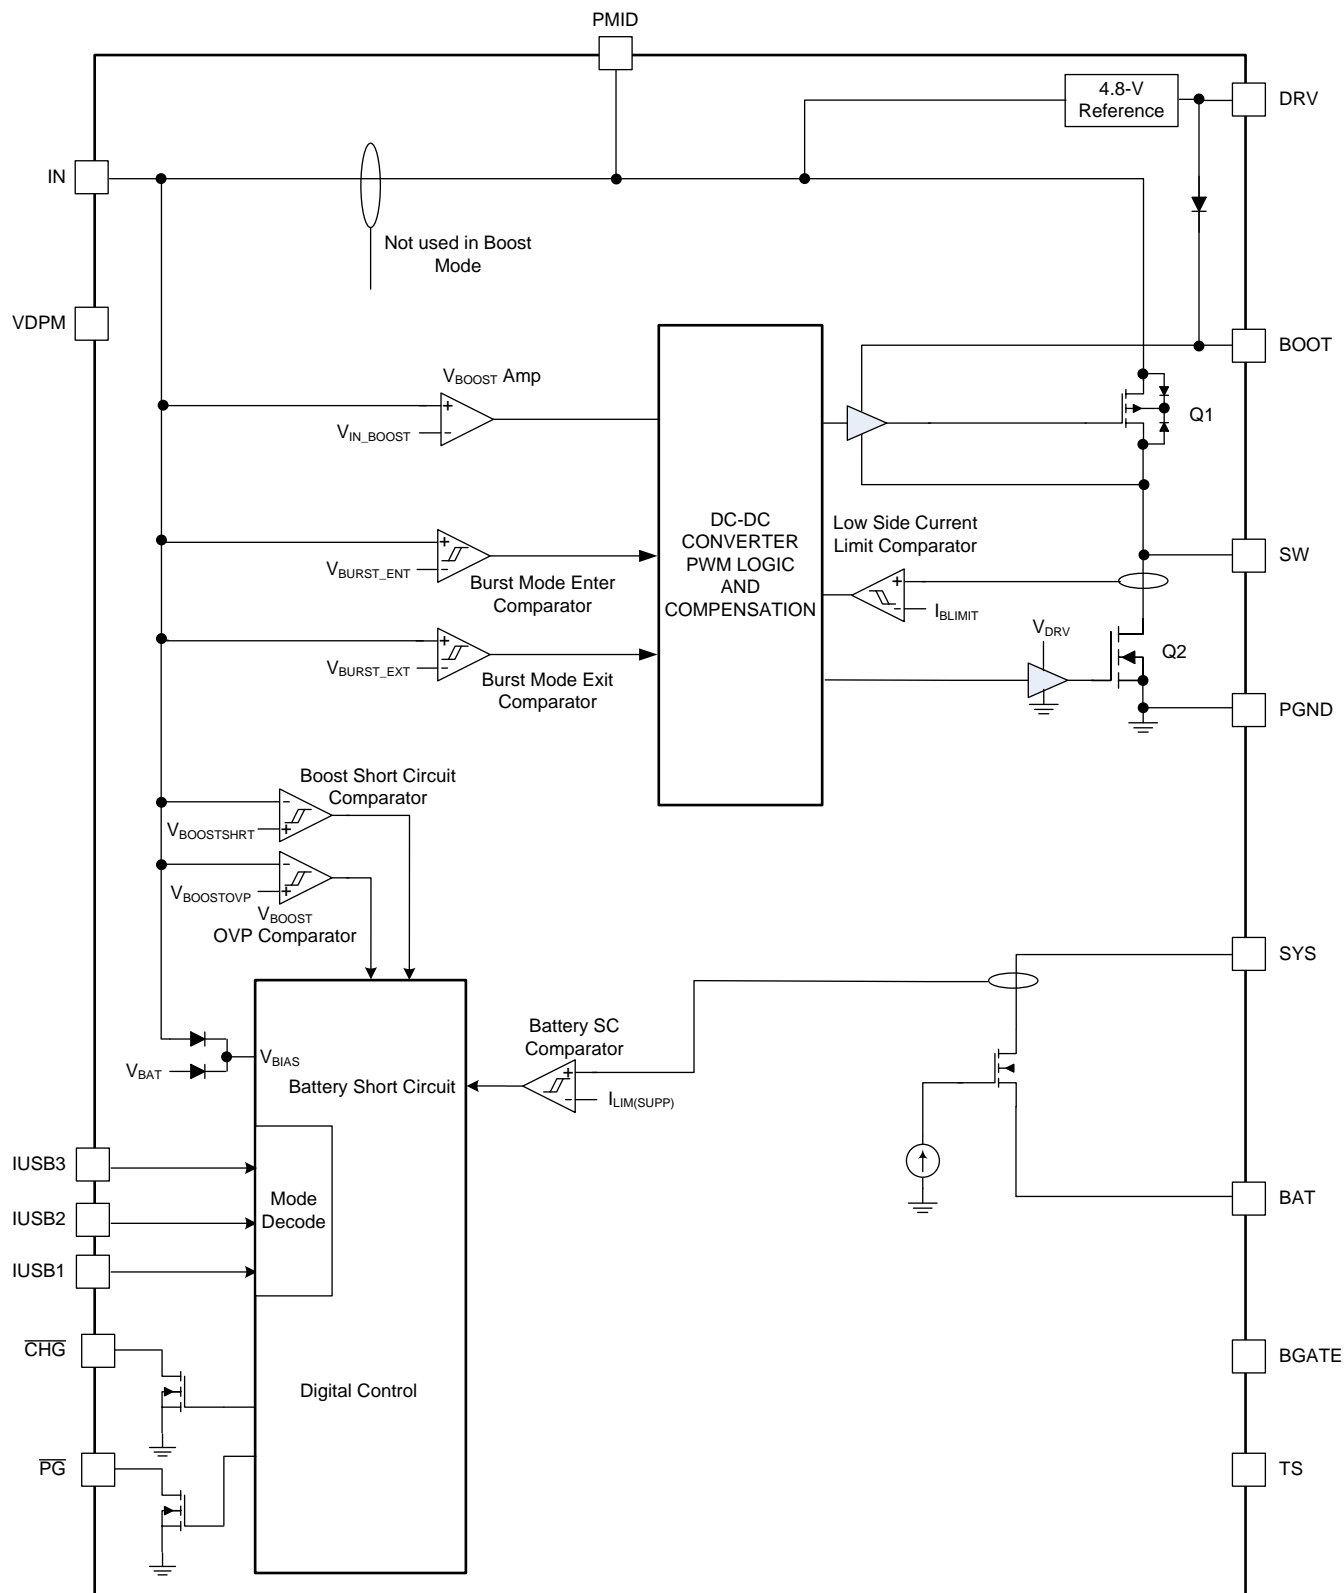 PMID
4.8-V
Reference
DRV
IN
Not used in Boost
Mode
VDPM
BOOT
VBOOST Amp
VIN_BOOST
Q1
DC-DC
CONVERTER
PWM LOGIC
AND
COMPENSATION
Low Side Current
Limit Comparator
SW
VBURST_ENT
Burst Mode Enter
Comparator
IBLIMIT
VDRV
Q2
VBURST_EXT
Burst Mode Exit
Comparator
PGND
Boost Short Circuit
Comparator
VBOOSTSHRT
VBOOSTOVP
VBOOST
OVP Comparator
SYS
Battery SC
Comparator
VBIAS
VBAT
Battery Short Circuit
ILIM(SUPP)
IUSB3
Mode
Decode
IUSB2
BAT
IUSB1
CHG
BGATE
Digital Control
PG
TS